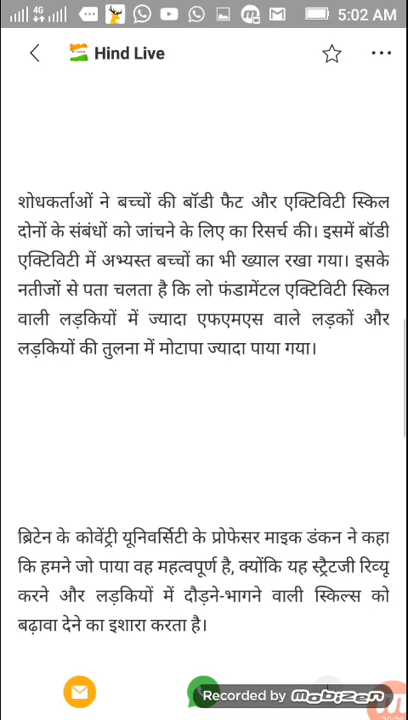 4G 5:02 AM
Hind Live
शोधकर्ताओं ने बच्चों की बॉडी फैट और एक्टिविटी स्किल
दोनों के संबंधों को जांचने के लिए का रिसर्च की। इसमें बॉडी
एक्टिविटी में अभ्यस्त बच्चों का भी ख्याल रखा गया। इसके
नतीजों से पता चलता है कि लो फंडामेंटल एक्टिविटी स्किल
वाली लड़कियों में ज्यादा एफएमएस वाले लड़कों और
लड़कियों की तुलना में मोटापा ज्यादा पाया गया।
ब्रिटेन के कोवेंट्री यूनिवर्सिटी के प्रोफेसर माइक डंकन ने कहा
कि हमने जो पाया वह महत्वपूर्ण है, क्योंकि यह स्ट्रैटजी रिव्यू
करने और लड़कियों में दौड़ने-भागने वाली स्किल्स को
बढ़ावा देने का इशारा करता है।
Recorded by mobizen